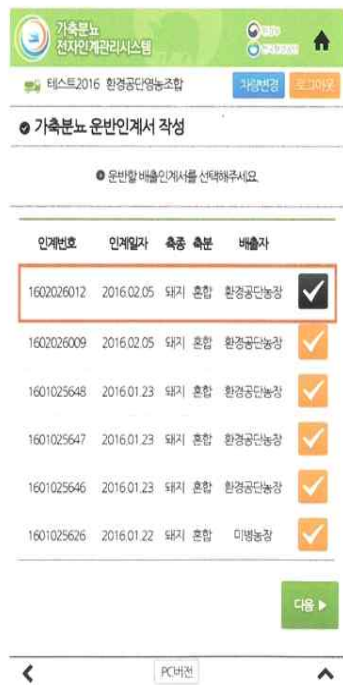 가축분뇨
전자인계관리시스템
테스트2016 환경공단영농조합 차량변경 로그아웃
가축분뇨 운반인계서 작성
운반할 배출인계서를 선택해주세요
인계번호 인계일자 축종 축분 배출자
1602026012 2016.02.05 돼지 혼합 환경공단농장
1602026009 2016.02.05 돼지 혼합 환경공단농장
1601025648 2016.01.23 돼지 혼합 환경공단농장
1601025647 2016.01.23 돼지 혼합 환경공단농장
1601025646 2016.01.23 돼지 혼합 환경공단농장
1601025626 2016.01.22 돼지 혼합 미병농장
다음
PC버전